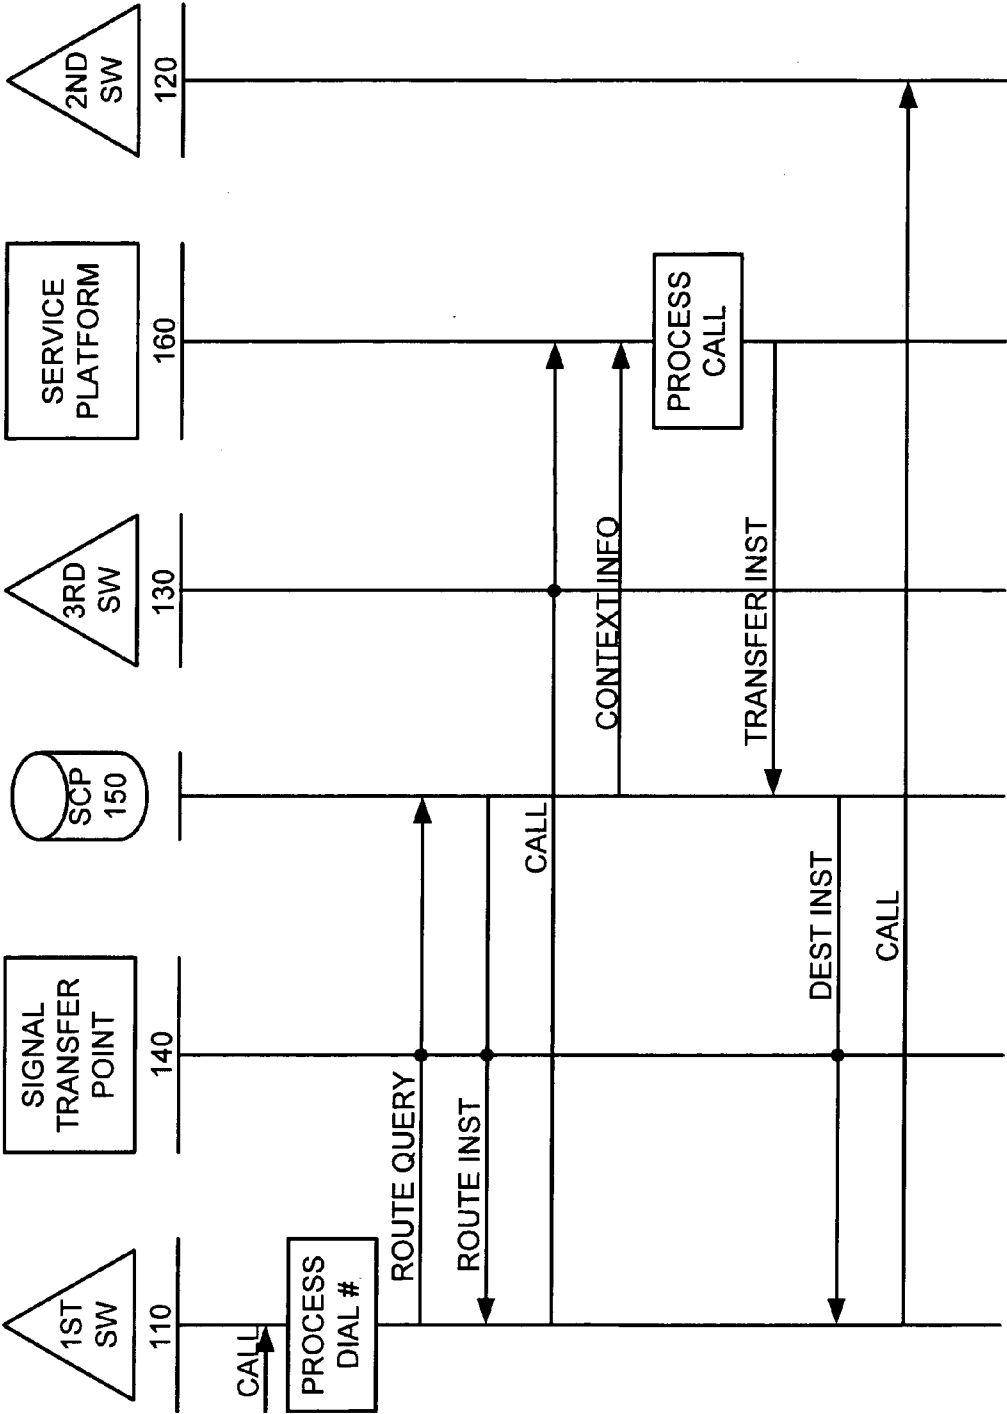 1ST
SW
110
SIGNAL
TRANSFER
POINT
140
SCP
150
3RD
SW
130
SERVICE
PLATFORM
160
2ND
SW
120
CALL
PROCESS
DIAL #
ROUTE QUERY
ROUTE INST
CALL
CONTEXT INFO
PROCESS
CALL
TRANSFER INST
DEST INST
CALL